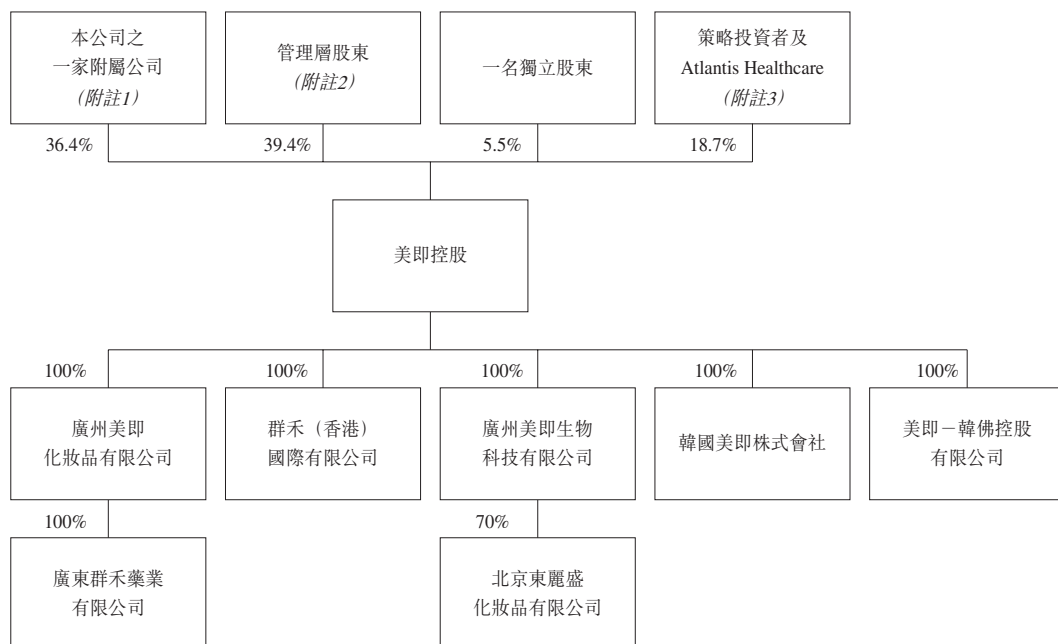 本公司之
一家附屬公司
(附註1)
管理層股東
(附註2)
一名獨立股東
策略投資者及
Atlantis Healthcare
(附註3)
36.4%
39.4%
5.5%
18.7%
美即控股
100%
100%
100%
100%
100%
廣州美即
化妝品有限公司
群禾（香港）
國際有限公司
廣州美即生物
科技有限公司
韓國美即株式會社
美即－韓佛控股
有限公司
100%
70%
廣東群禾藥業
有限公司
北京東麗盛
化妝品有限公司